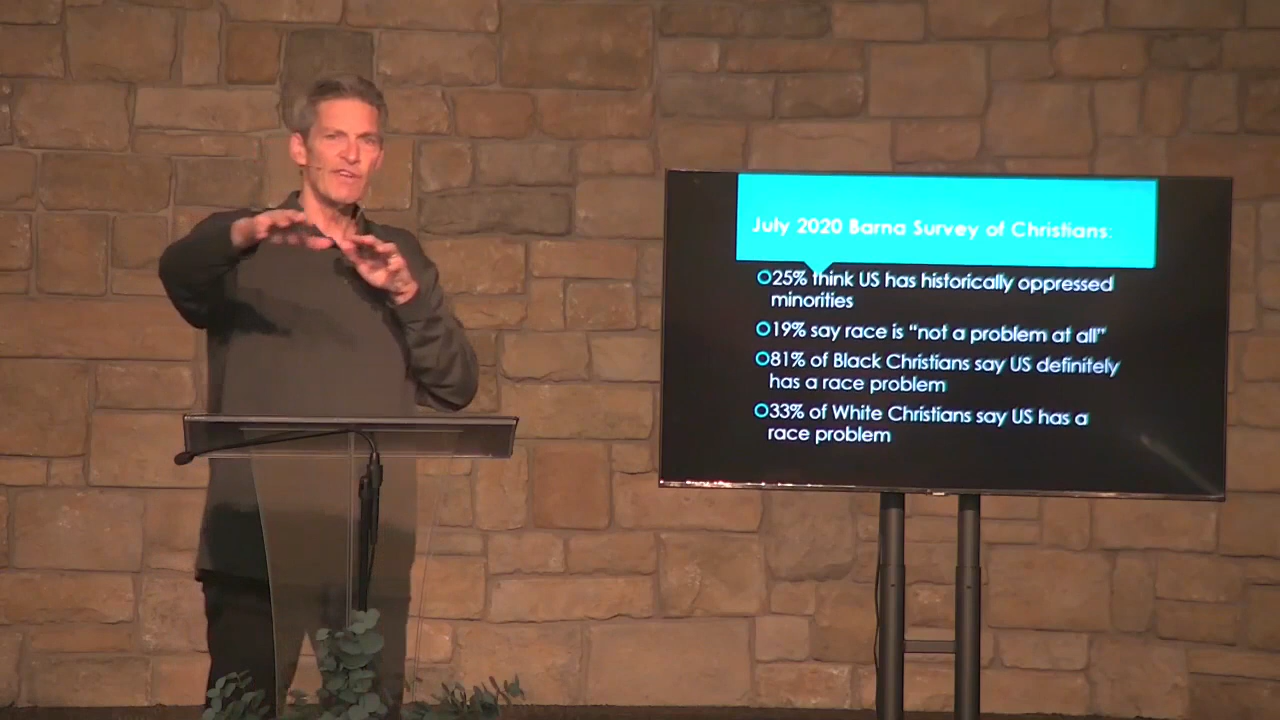 July 2020 Barna Survey of Christians:
25% think US has historically oppressed
minorities
19% say race is “not a problem at all”
81% of Black Christians say US definitely
has a race problem
33% of White Christians say US has a
race problem